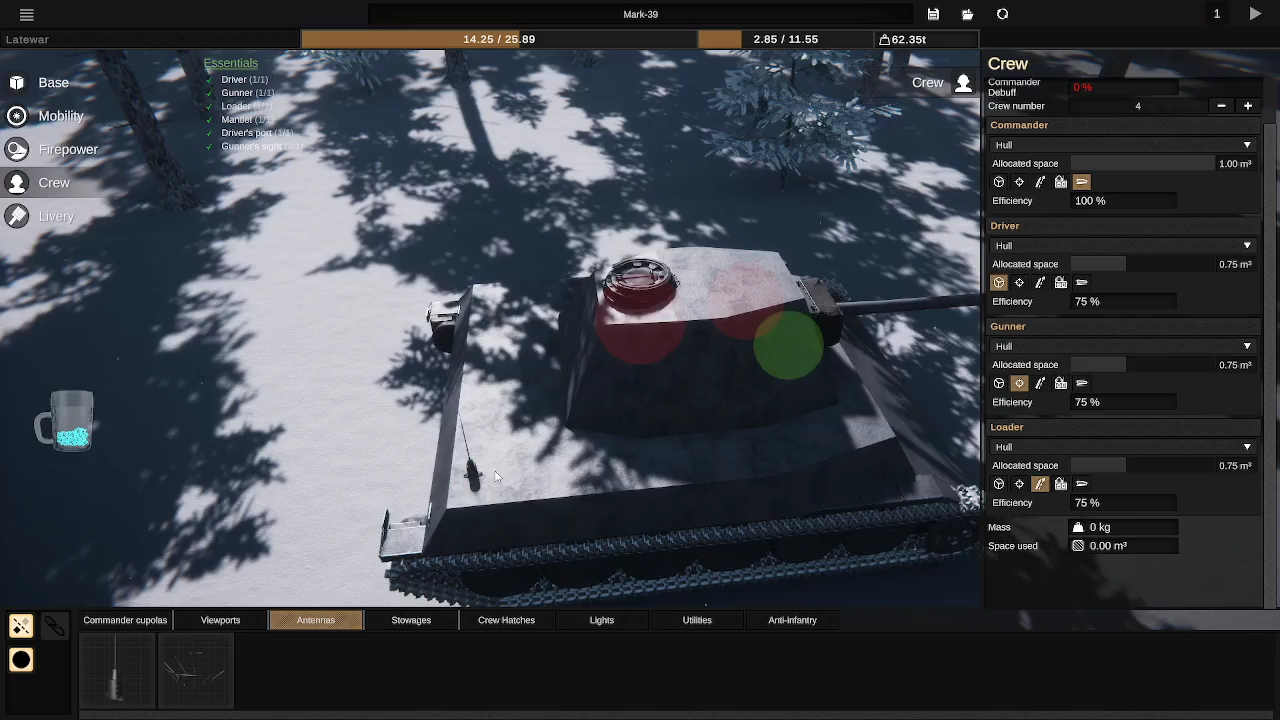 Mark-39
1
Latewar
14.25 / 25.89
2.85 / 11.55
62.35t
Base
Mobility
Firepower
Crew
Livery
Essentials
Driver (1/1)
Gunner (1/1)
Loader (1/1)
Mantlet (1/1)
Driver's port (1/1)
Gunner's sight (1/1)
Crew
Crew
Commander Debuff
0 %
Crew number
4
Commander
Hull
Allocated space
1.00 m³
Efficiency
100 %
Driver
Hull
Allocated space
0.75 m³
Efficiency
75 %
Gunner
Hull
Allocated space
0.75 m³
Efficiency
75 %
Loader
Hull
Allocated space
0.75 m³
Efficiency
75 %
Mass
0 kg
Space used
0.00 m³
Commander cupolas
Viewports
Antennas
Stowages
Crew Hatches
Lights
Utilities
Anti-Infantry